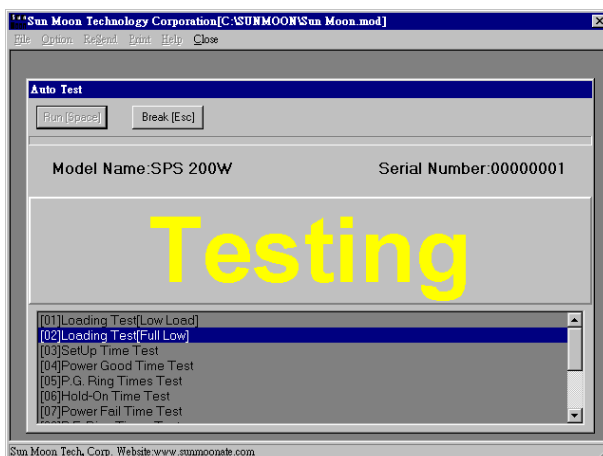 Sun Moon Technology Corporation[C:\SUNMOON\Sun Moon.mod]
File Option ReSend Print Help Close
Auto Test
Run [Space] Break [Esc]
Model Name:SPS 200W Serial Number:00000001
Testing
[01]Loading Test[Low Load]
[02]Loading Test[Full Low]
[03]SetUp Time Test
[04]Power Good Time Test
[05]P.G. Ring Times Test
[06]Hold-On Time Test
[07]Power Fail Time Test
Sun Moon Tech, Corp. Website:www.sunmoonate.com